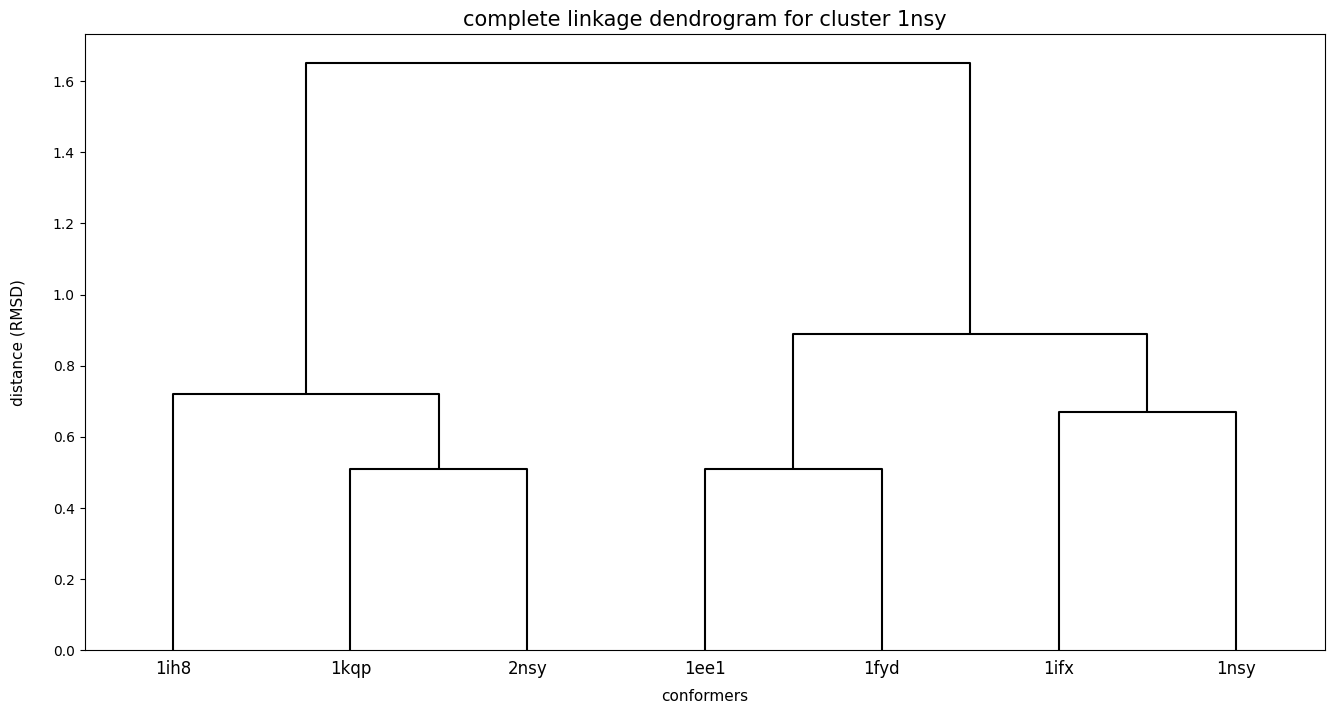 complete linkage dendrogram for cluster 1nsy
distance (RMSD)
1.6
1.4
1.2
1.0
0.8
0.6
0.4
0.2
0.0
1ih8 1kqp 2nsy 1ee1 1fyd 1ifx 1nsy
conformers